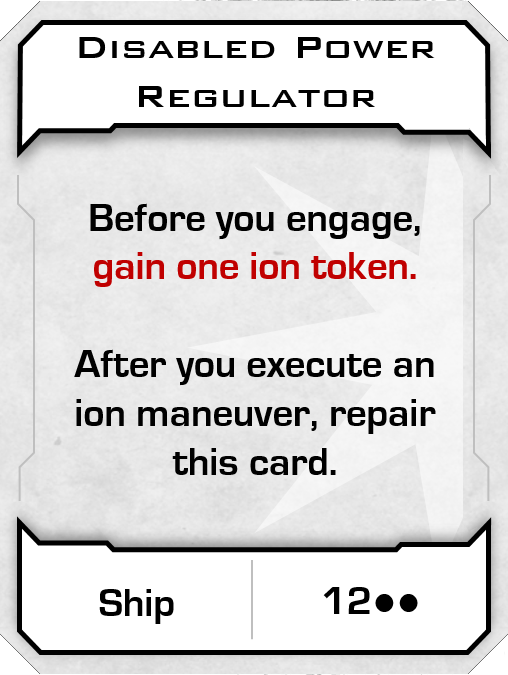 Disabled Power
Regulator
Before you engage,
gain one ion token.
After you execute an
ion maneuver, repair
this card.
Ship
12●●